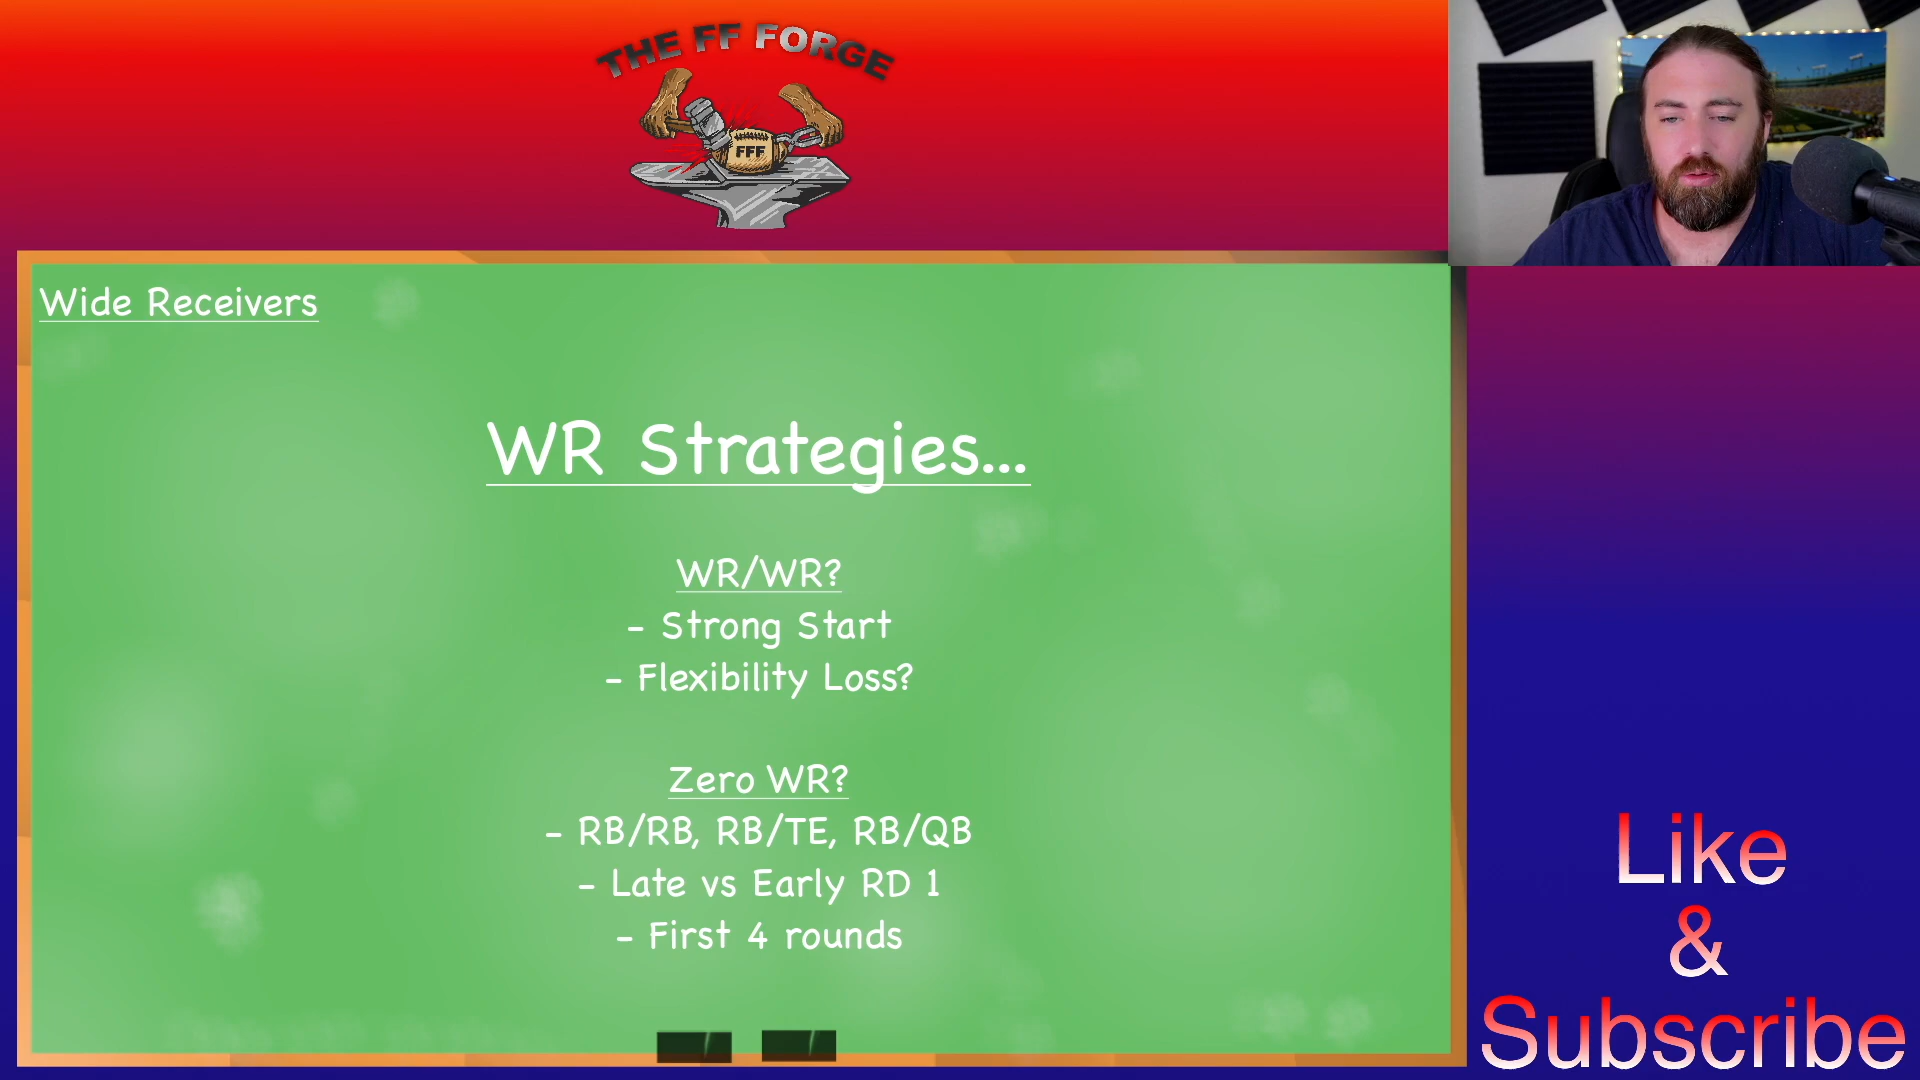 THE FF FORGE
FFF
Wide Receivers
WR Strategies...
WR/WR?
- Strong Start
- Flexibility Loss?
Zero WR?
- RB/RB, RB/TE, RB/QB
- Late vs Early RD 1
- First 4 rounds
Like
&
Subscribe